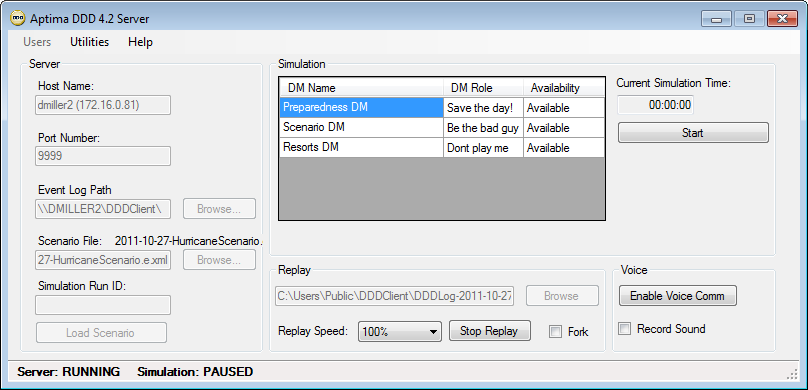 DDD Aptima DDD 4.2 Server
Users Utilities Help
Server
Host Name:
dmiller2 (172.16.0.81)
Port Number:
9999
Event Log Path
\\DMILLER2\DDDClient\ Browse...
Scenario File: 2011-10-27-HurricaneScenario.
27-HurricaneScenario.e.xml Browse...
Simulation Run ID:
Load Scenario
Simulation
DM Name DM Role Availability
Preparedness DM Save the day! Available
Scenario DM Be the bad guy Available
Resorts DM Dont play me Available
Current Simulation Time:
00:00:00
Start
Replay
C:\Users\Public\DDDClient\DDDLog-2011-10-27 Browse
Replay Speed: 100% Stop Replay Fork
Voice
Enable Voice Comm
Record Sound
Server: RUNNING Simulation: PAUSED